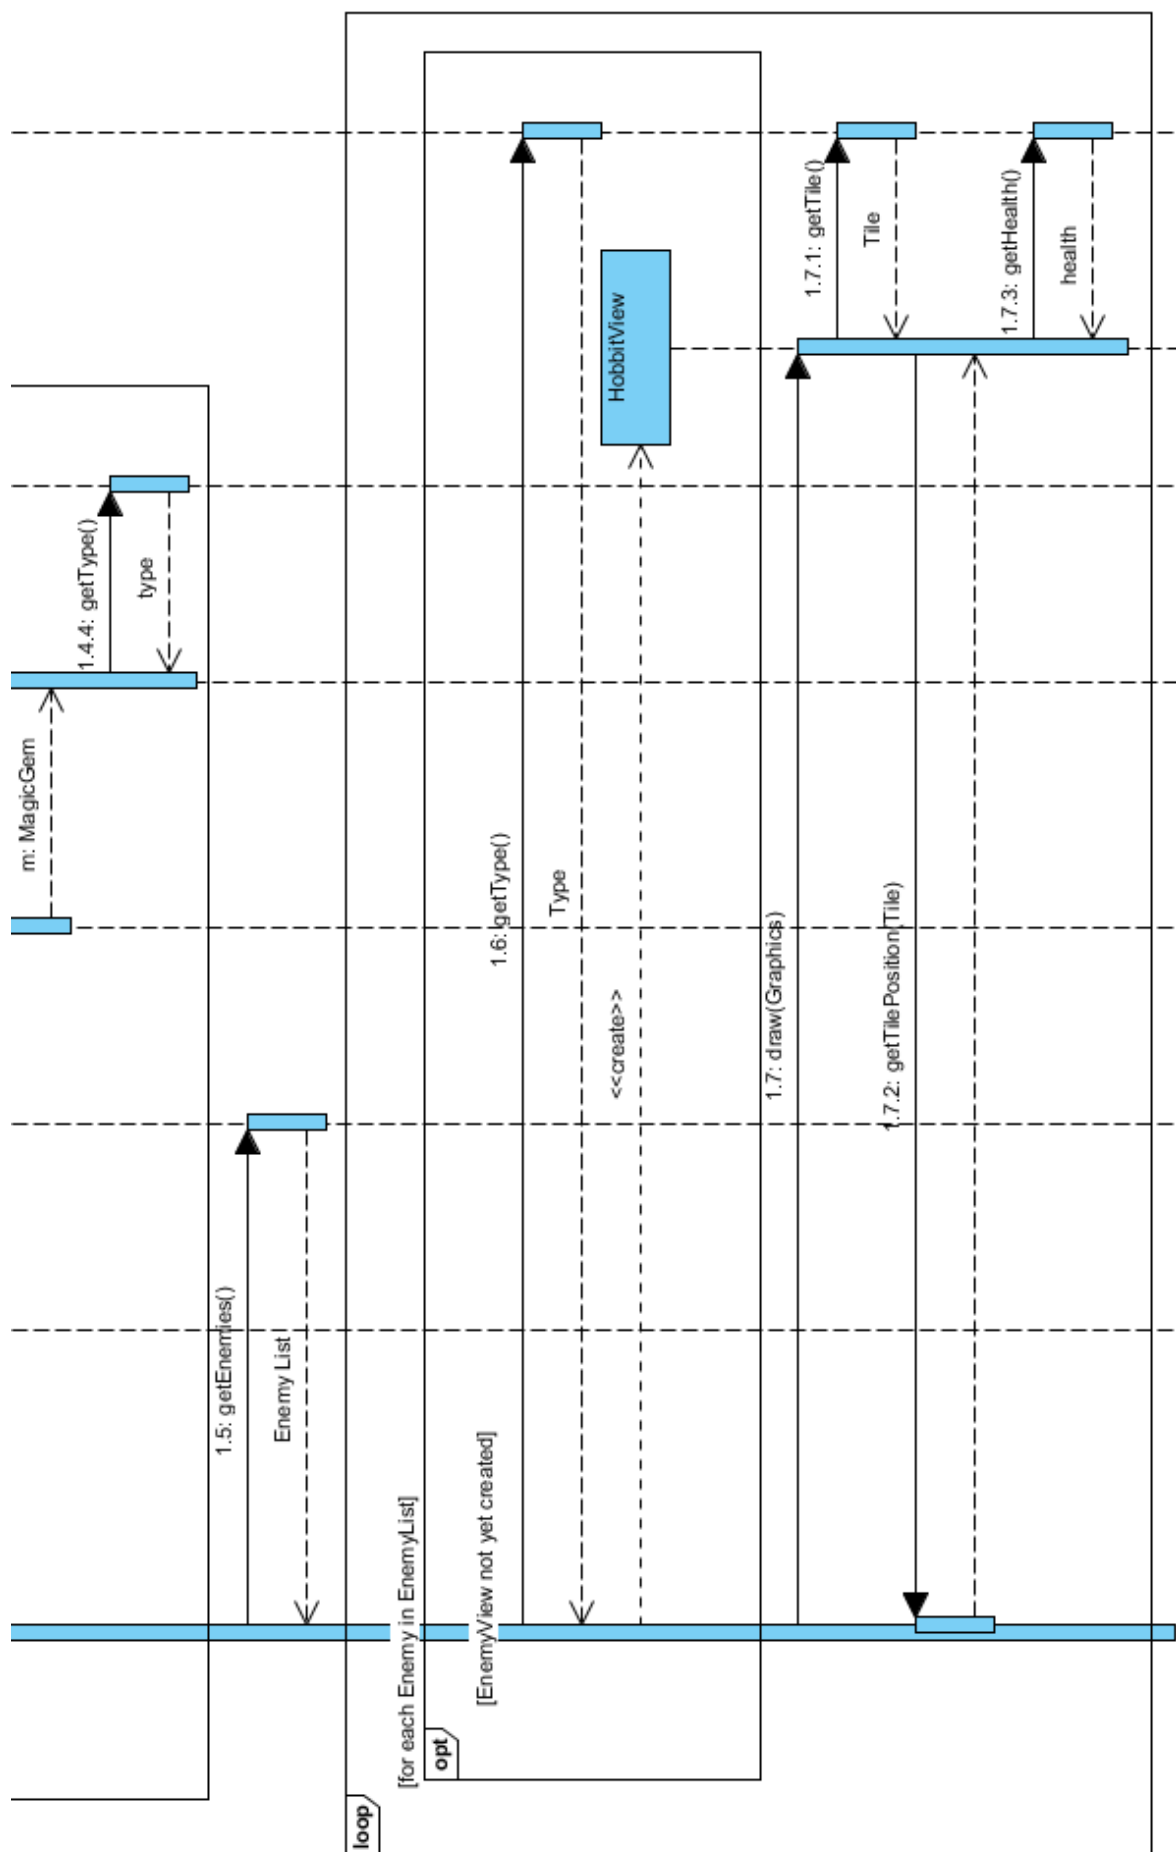 m: MagicGem
1.4.4: getType()
type
1.5: getEnemies()
Enemy List
loop
[for each Enemy in EnemyList]
opt
[EnemyView not yet created]
1.6: getType()
Type
<<create>>
HobbitView
1.7: draw(Graphics)
1.7.1: getTile()
Tile
1.7.2: getTilePosition(Tile)
1.7.3: getHealth()
health